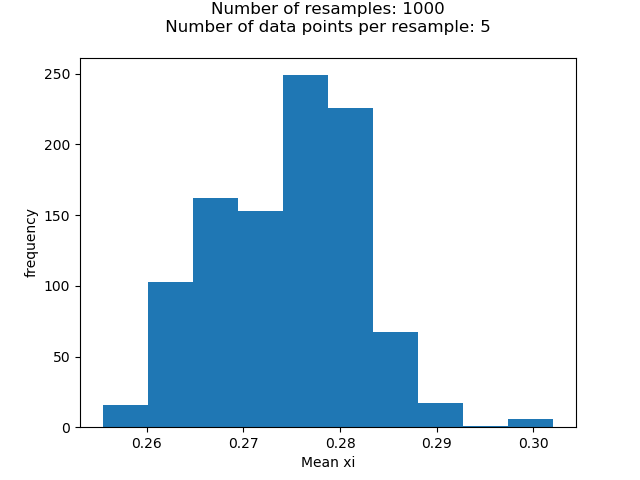 Number of resamples: 1000
Number of data points per resample: 5
250
200
150
100
50
0
frequency
0.26 0.27 0.28 0.29 0.30
Mean xi